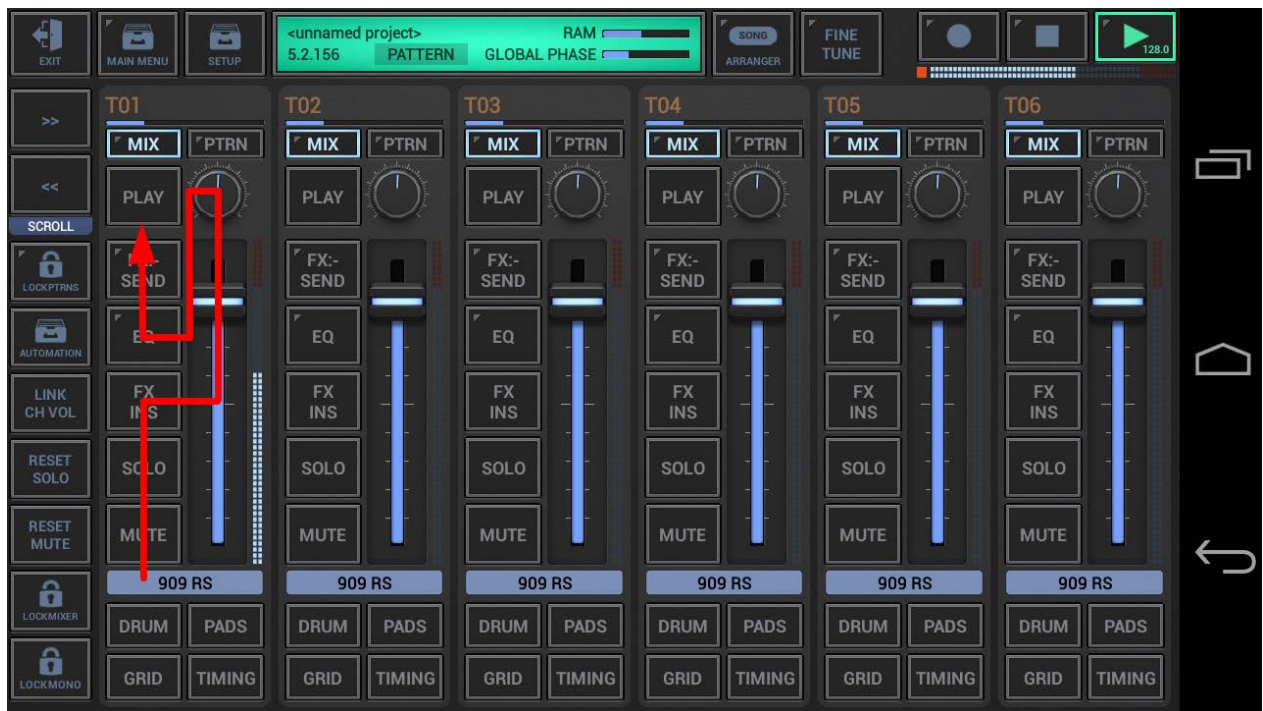 EXIT
MAIN MENU
SETUP
<unnamed project>
5.2.156 PATTERN
RAM
GLOBAL PHASE
SONG
ARRANGER
FINE
TUNE
128.0
>>
<<
SCROLL
LOCKPTRNS
AUTOMATION
LINK
CH VOL
RESET
SOLO
RESET
MUTE
LOCKMIXER
LOCKMONO
T01
MIX PTRN
PLAY
SEND
EQ
FX
INS
SOLO
MUTE
909 RS
DRUM PADS
GRID TIMING
T02
MIX PTRN
PLAY
FX:-
SEND
EQ
FX
INS
SOLO
MUTE
909 RS
DRUM PADS
GRID TIMING
T03
MIX PTRN
PLAY
FX:-
SEND
EQ
FX
INS
SOLO
MUTE
909 RS
DRUM PADS
GRID TIMING
T04
MIX PTRN
PLAY
FX:-
SEND
EQ
FX
INS
SOLO
MUTE
909 RS
DRUM PADS
GRID TIMING
T05
MIX PTRN
PLAY
FX:-
SEND
EQ
FX
INS
SOLO
MUTE
909 RS
DRUM PADS
GRID TIMING
T06
MIX PTRN
PLAY
FX:-
SEND
EQ
FX
INS
SOLO
MUTE
909 RS
DRUM PADS
GRID TIMING